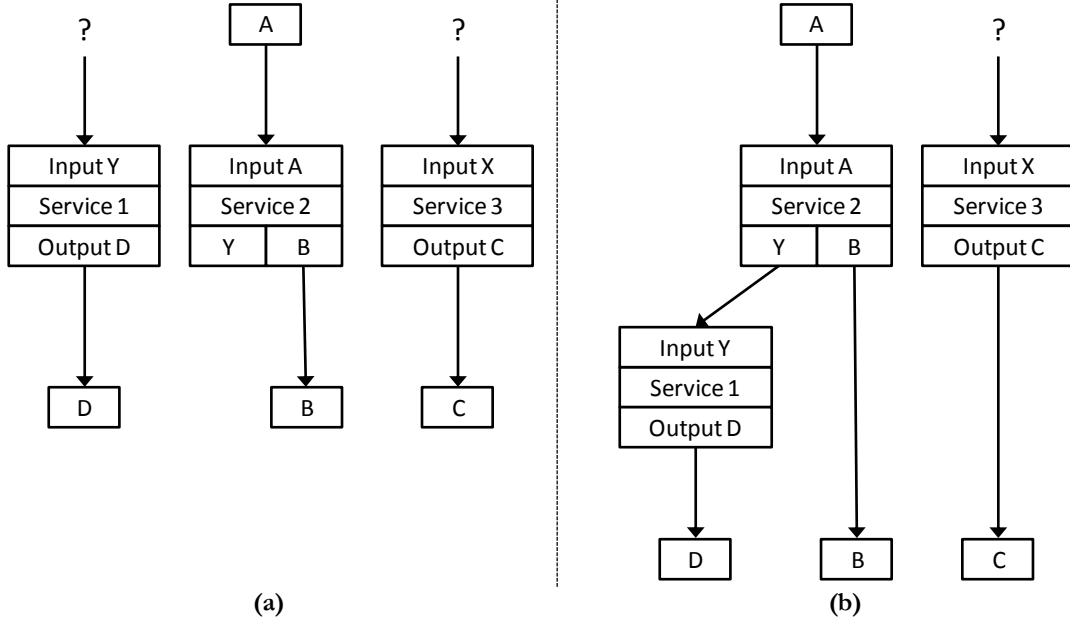 ?
A
?
Input Y
Service 1
Output D
Input A
Service 2
Y B
Input X
Service 3
Output C
D
B
C
(a)
A
?
Input A
Service 2
Y B
Input X
Service 3
Output C
Input Y
Service 1
Output D
D
B
C
(b)